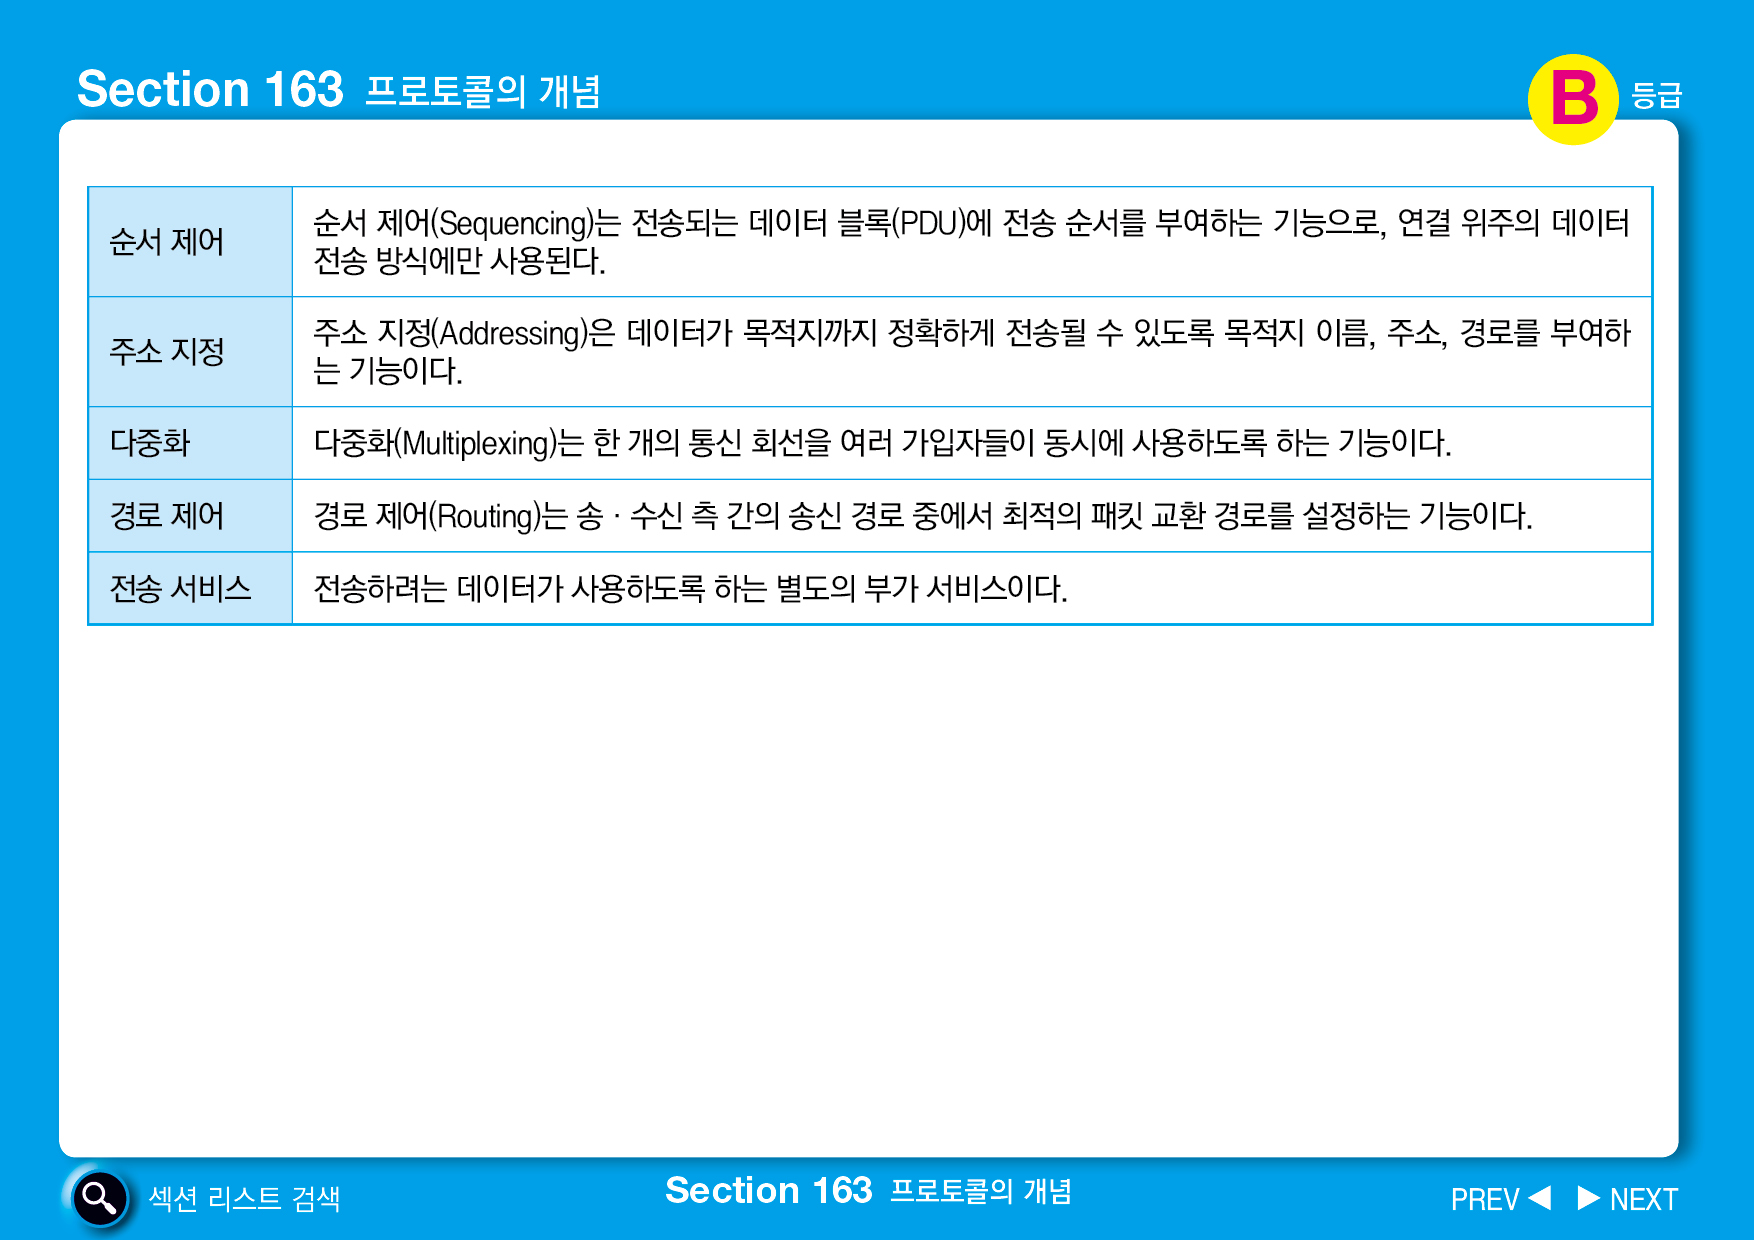 Section 163 프로토콜의 개념
B 등급
순서 제어
순서 제어(Sequencing)는 전송되는 데이터 블록(PDU)에 전송 순서를 부여하는 기능으로, 연결 위주의 데이터
전송 방식에만 사용된다.
주소 지정
주소 지정(Addressing)은 데이터가 목적지까지 정확하게 전송될 수 있도록 목적지 이름, 주소, 경로를 부여하
는 기능이다.
다중화
다중화(Multiplexing)는 한 개의 통신 회선을 여러 가입자들이 동시에 사용하도록 하는 기능이다.
경로 제어
경로 제어(Routing)는 송 · 수신 측 간의 송신 경로 중에서 최적의 패킷 교환 경로를 설정하는 기능이다.
전송 서비스
전송하려는 데이터가 사용하도록 하는 별도의 부가 서비스이다.
섹션 리스트 검색
Section 163 프로토콜의 개념
PREV ◀ ▶ NEXT